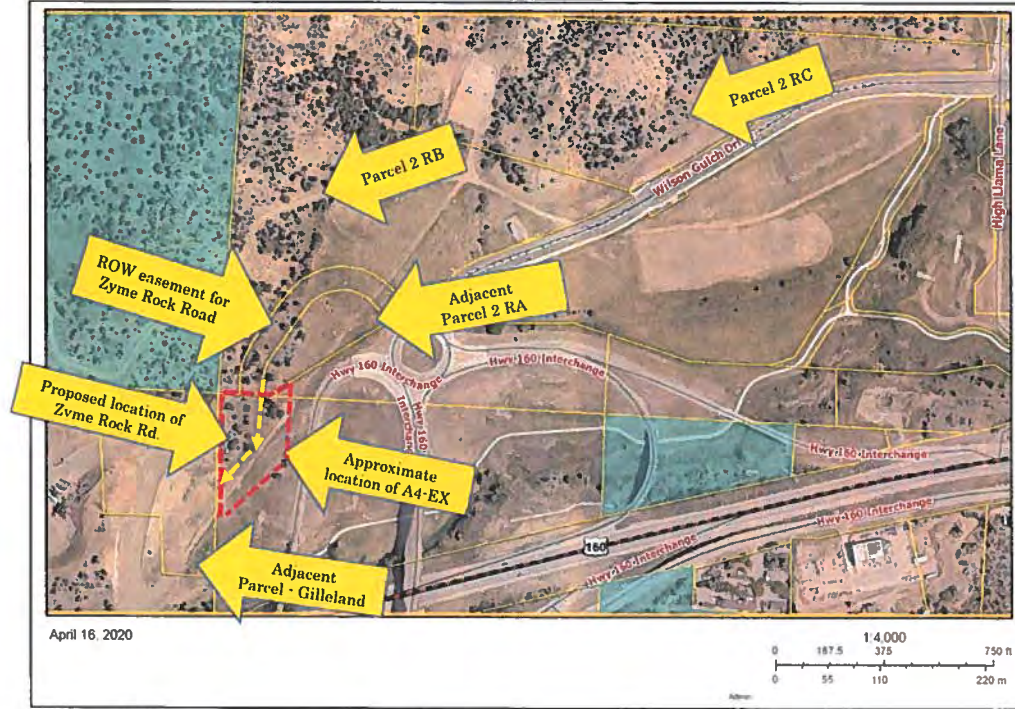 Parcel 2 RC
Wilson Gulch Dr
High Llama Lane
Parcel 2 RB
ROW easement for
Zyme Rock Road
Adjacent
Parcel 2 RA
Hwy 160 Interchange
Hwy 160 Interchange
Hwy 160
Interchan
Proposed location of
Zyme Rock Rd.
Approximate
location of A4-EX
Hwy 160 Interchange
Hwy 160 Interchange
160
Hwy 160 Interchange
Adjacent
Parcel - Gilleland
April 16, 2020
1:4,000
0 187.5 375 750 ft
0 55 110 220 m